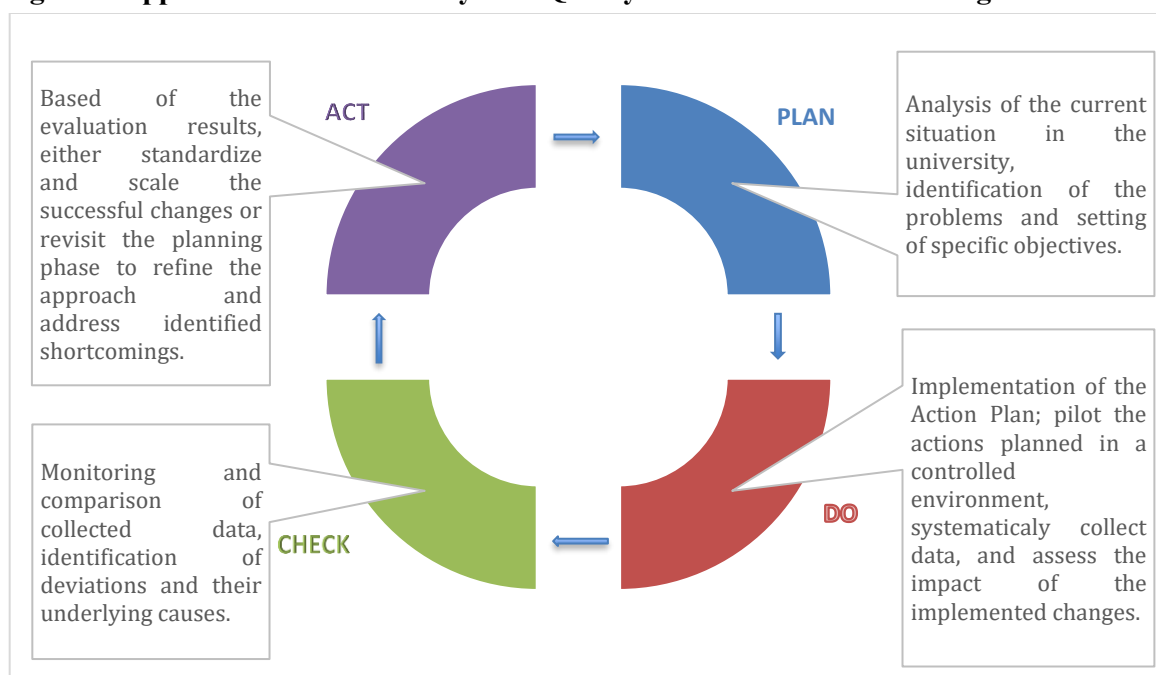 ACT
Based of the
evaluation results,
either standardize
and scale the
successful changes or
revisit the planning
phase to refine the
approach and
address identified
shortcomings.
PLAN
Analysis of the current
situation in the
university,
identification of the
problems and setting
of specific objectives.
CHECK
Monitoring and
comparison of
collected data,
identification of
deviations and their
underlying causes.
DO
Implementation of the
Action Plan; pilot the
actions planned in a
controlled
environment,
systematicaly collect
data, and assess the
impact of the
implemented changes.